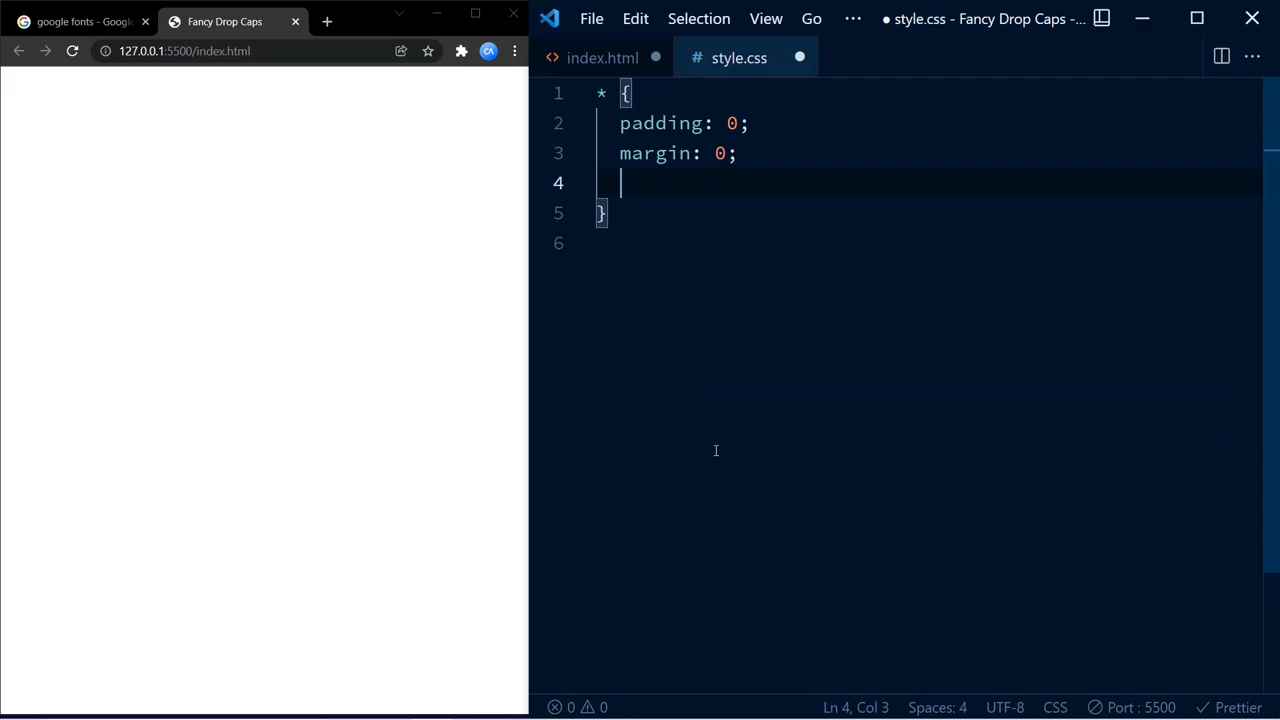 google fonts - Google
Fancy Drop Caps
127.0.0.1:5500/index.html
File Edit Selection View Go ··· ● style.css - Fancy Drop Caps -...
<> index.html
# style.css
1 * {
2 padding: 0;
3 margin: 0;
4
5 }
6
0 0 Ln 4, Col 3 Spaces: 4 UTF-8 CSS Port : 5500 Prettier